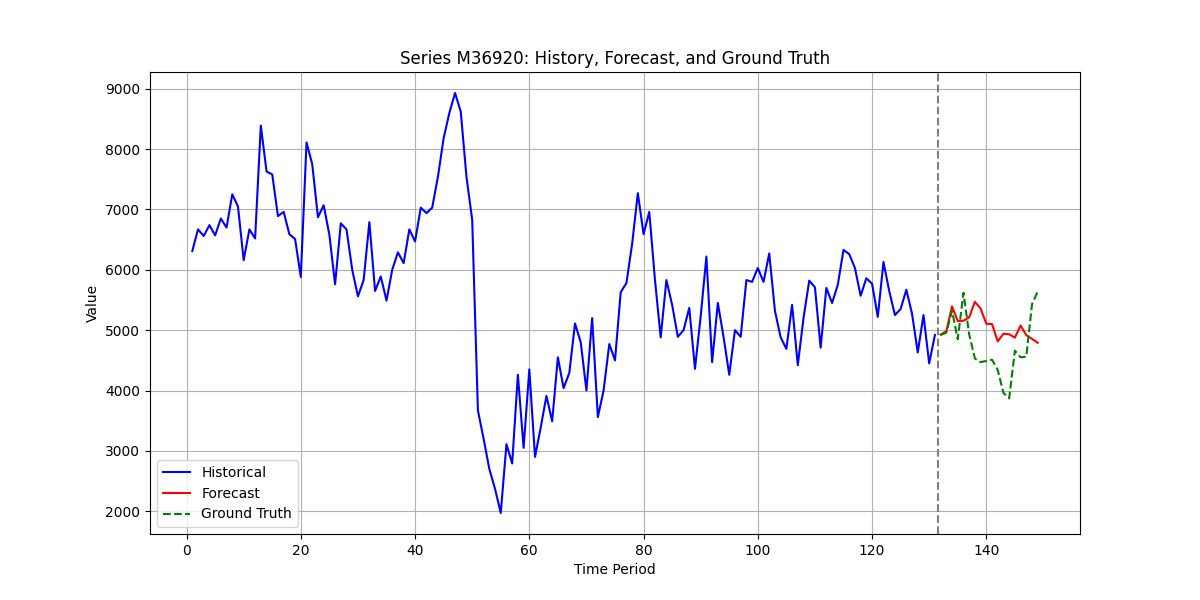 Series M36920: History, Forecast, and Ground Truth
9000
8000
7000
6000
5000
4000
3000
2000
Value
Historical
Forecast
Ground Truth
0 20 40 60 80 100 120 140
Time Period